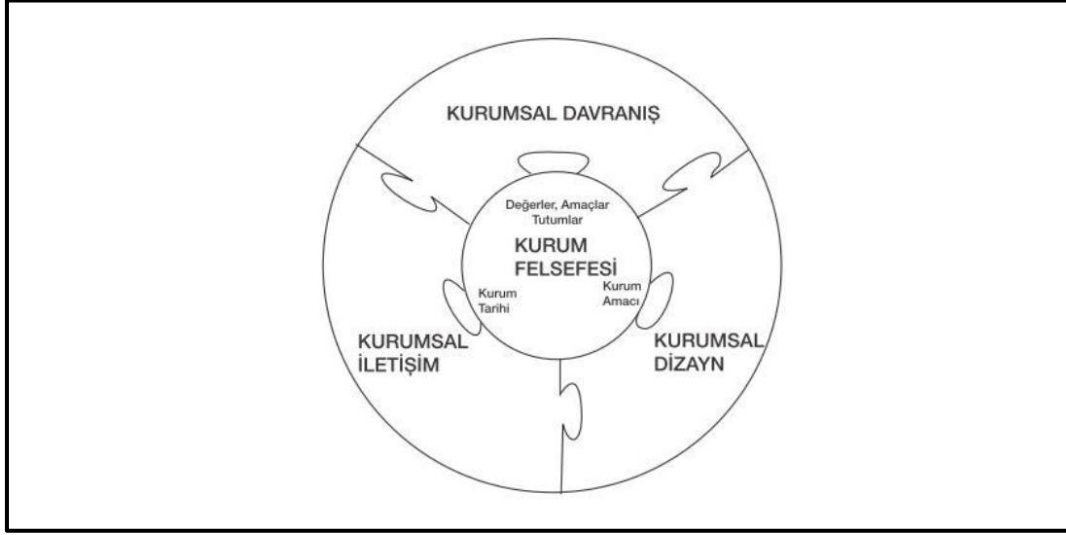 KURUMSAL DAVRANIŞ
Değerler, Amaçlar
Tutumlar
KURUM
FELSEFESİ
Kurum
Tarihi
Kurum
Amacı
KURUMSAL
İLETİŞİM
KURUMSAL
DİZAYN